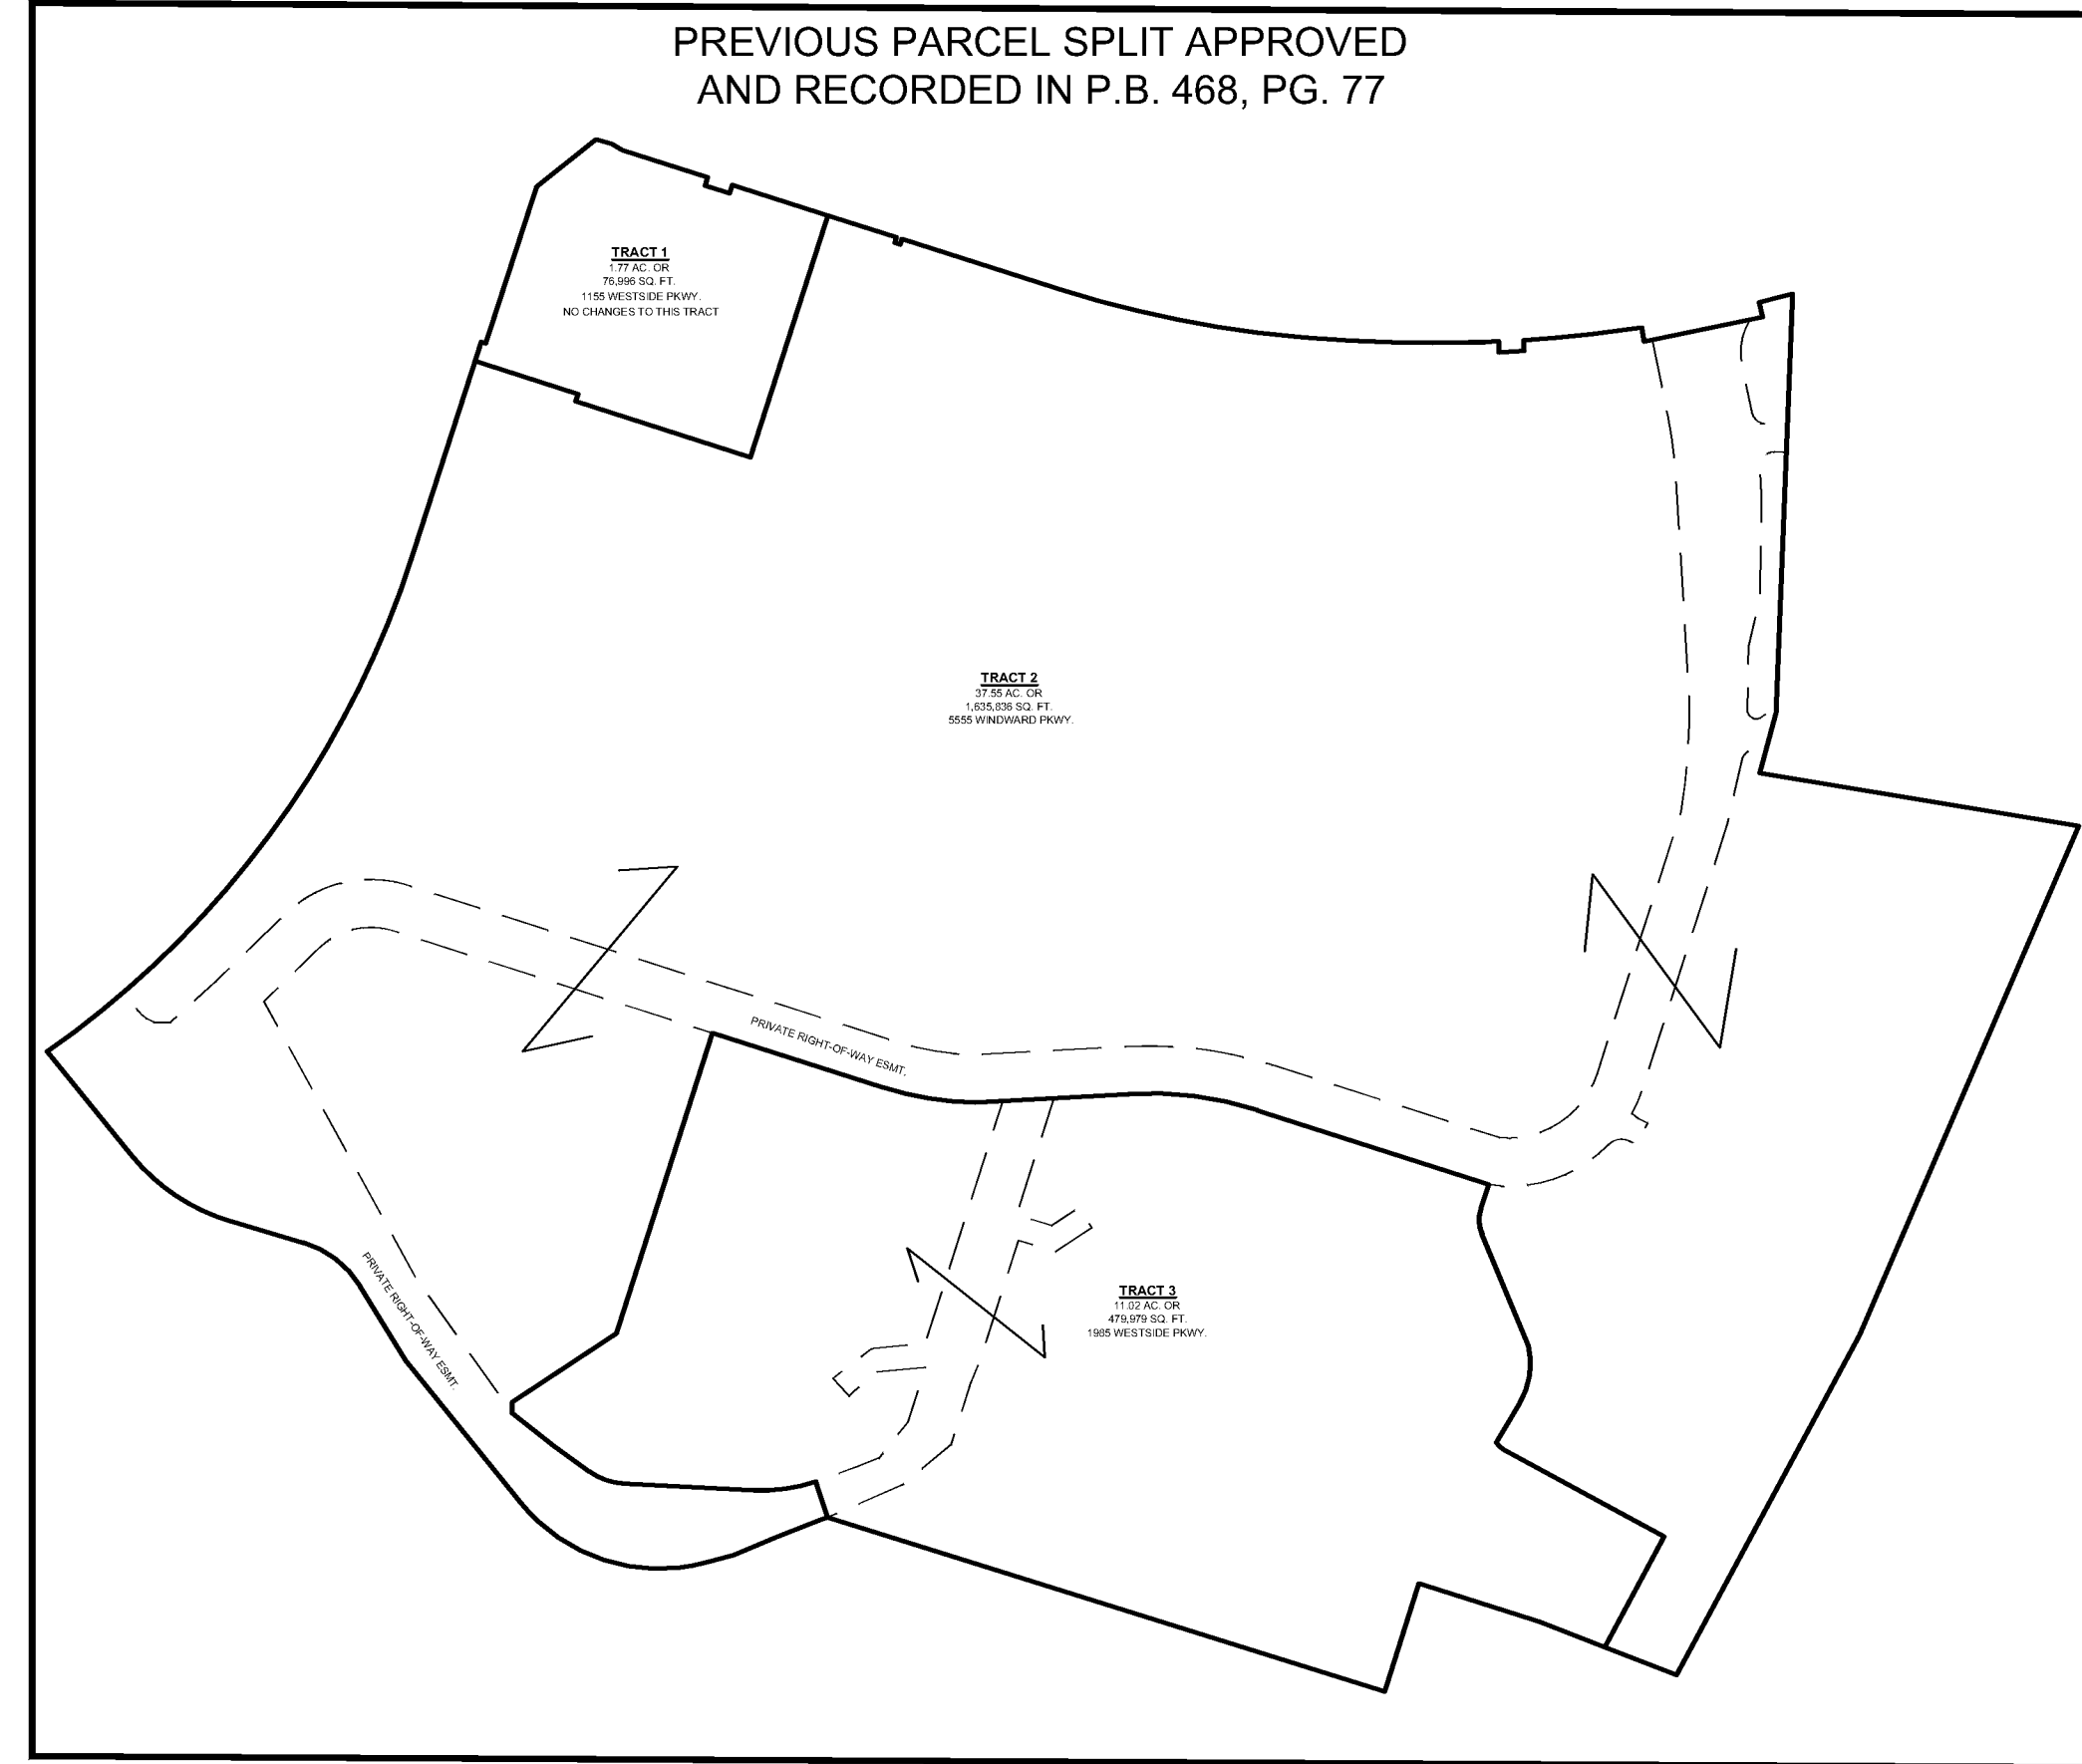 PREVIOUS PARCEL SPLIT APPROVED
AND RECORDED IN P.B. 468, PG. 77
TRACT 1
1.77 AC. OR
76,996 SQ. FT.
1155 WESTSIDE PKWY.
NO CHANGES TO THIS TRACT
TRACT 2
37.55 AC. OR
1,635,836 SQ. FT.
5555 WINDWARD PKWY.
PRIVATE RIGHT-OF-WAY ESMT.
PRIVATE RIGHT-OF-WAY ESMT.
TRACT 3
11.02 AC. OR
479,979 SQ. FT.
1985 WESTSIDE PKWY.